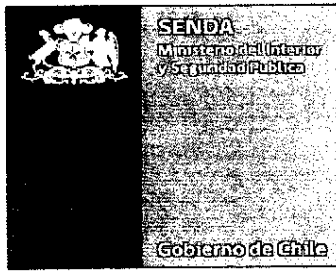 SENDA
Ministerio del Interior
y Seguridad Pública
Gobierno de Chile